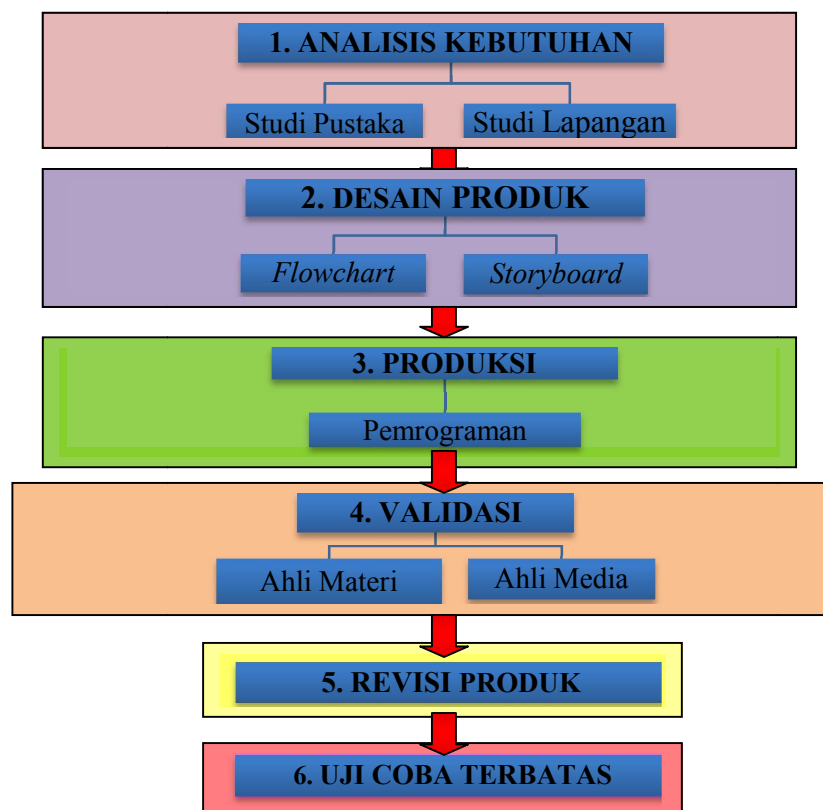 1. ANALISIS KEBUTUHAN
Studi Pustaka
Studi Lapangan
2. DESAIN PRODUK
Flowchart
Storyboard
3. PRODUKSI
Pemrograman
4. VALIDASI
Ahli Materi
Ahli Media
5. REVISI PRODUK
6. UJI COBA TERBATAS